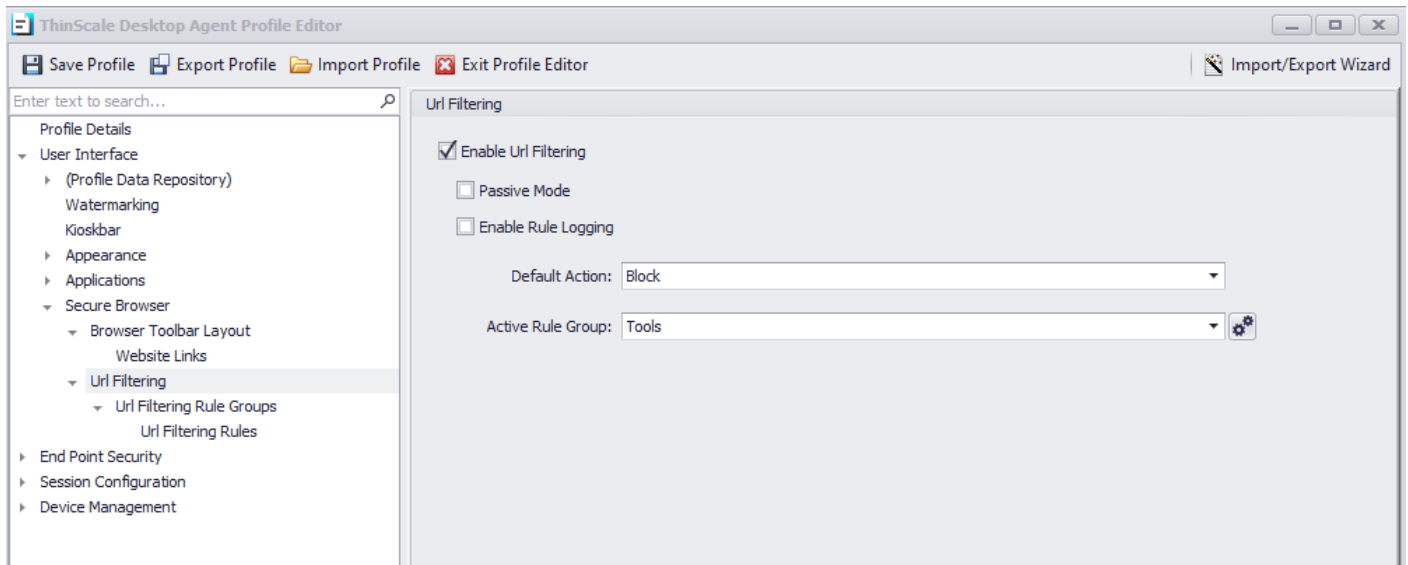 ThinScale Desktop Agent Profile Editor
Save Profile Export Profile Import Profile Exit Profile Editor Import/Export Wizard
Enter text to search...
Profile Details
User Interface
(Profile Data Repository)
Watermarking
Kioskbar
Appearance
Applications
Secure Browser
Browser Toolbar Layout
Website Links
Url Filtering
Url Filtering Rule Groups
Url Filtering Rules
End Point Security
Session Configuration
Device Management
Url Filtering
Enable Url Filtering
Passive Mode
Enable Rule Logging
Default Action: Block
Active Rule Group: Tools